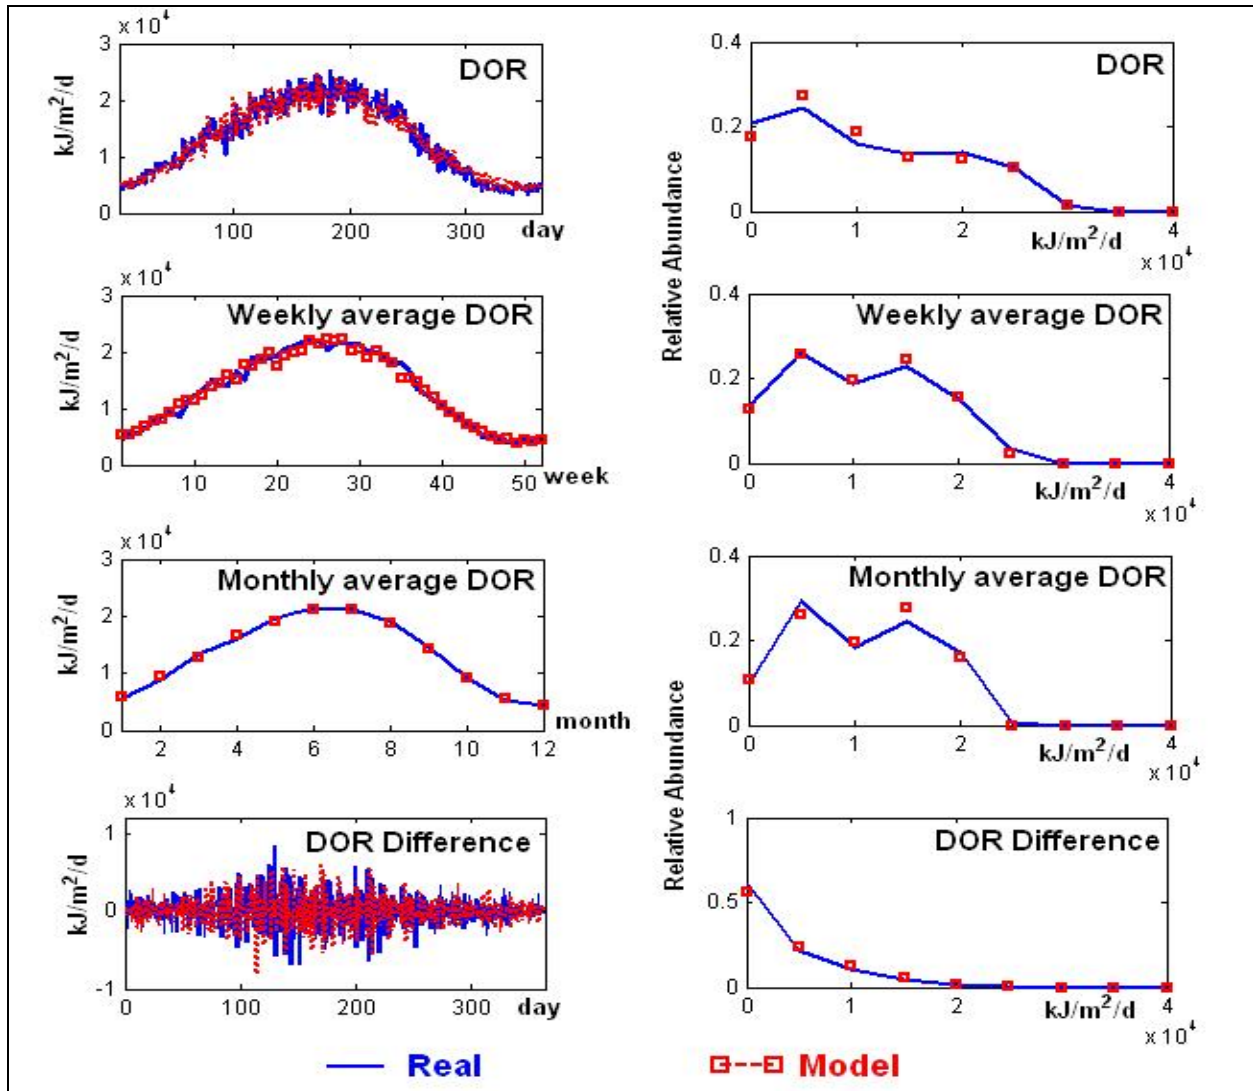 x 10⁴
3
DOR
2
1
0
kJ/m²/d
100
200
300
day
0.4
DOR
0.2
0
Relative Abundance
0
1
2
3
4
kJ/m²/d
x 10⁴
x 10⁴
3
Weekly average DOR
2
1
0
kJ/m²/d
10
20
30
40
50
week
0.4
Weekly average DOR
0.2
0
0
1
2
3
4
kJ/m²/d
x 10⁴
x 10⁴
3
Monthly average DOR
2
1
0
kJ/m²/d
2
4
6
8
10
12
month
0.4
Monthly average DOR
0.2
0
Relative Abundance
0
1
2
3
4
kJ/m²/d
x 10⁴
x 10⁴
1
DOR Difference
0
-1
kJ/m²/d
0
100
200
300
day
1
DOR Difference
0.5
0
0
1
2
3
4
kJ/m²/d
x 10⁴
Real
Model